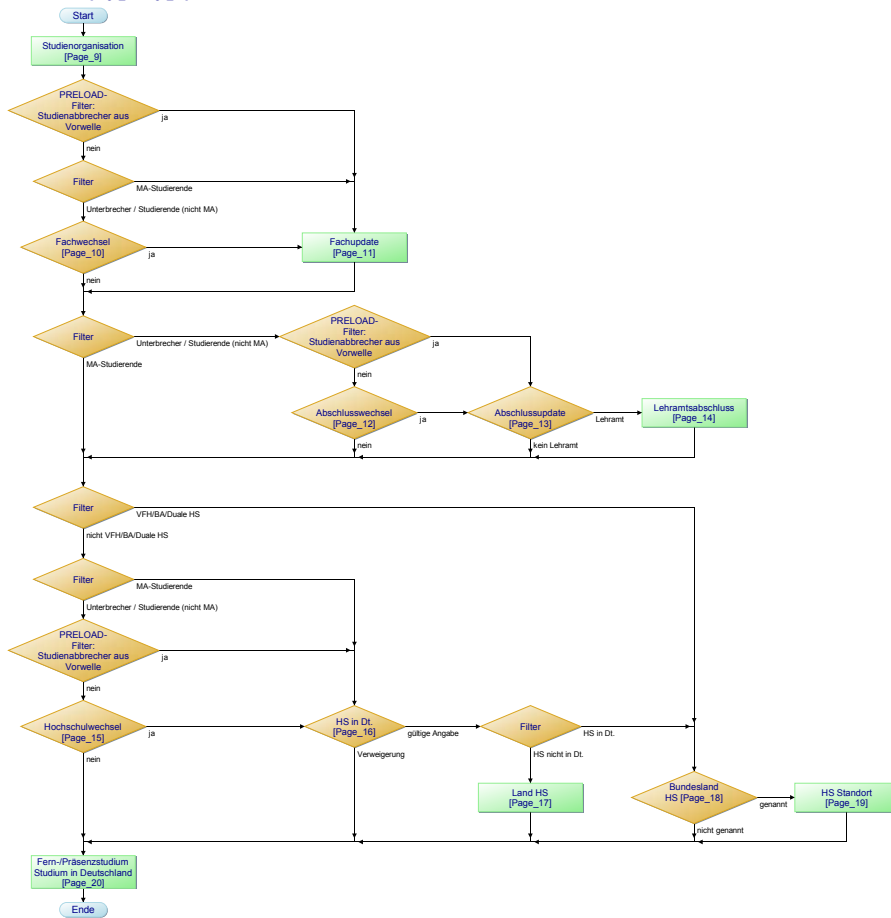 Start
Studienorganisation
[Page_9]
PRELOAD-
Filter:
Studienabbrecher aus
Vorwelle
ja
nein
Filter
MA-Studierende
Unterbrecher / Studierende (nicht MA)
Fachwechsel
[Page_10]
ja
Fachupdate
[Page_11]
nein
Filter
Unterbrecher / Studierende (nicht MA)
MA-Studierende
PRELOAD-
Filter:
Studienabbrecher aus
Vorwelle
ja
nein
Abschlusswechsel
[Page_12]
ja
nein
Abschlussupdate
[Page_13]
Lehramt
kein Lehramt
Lehramtsabschluss
[Page_14]
Filter
VFH/BA/Duale HS
nicht VFH/BA/Duale HS
Filter
MA-Studierende
Unterbrecher / Studierende (nicht MA)
PRELOAD-
Filter:
Studienabbrecher aus
Vorwelle
ja
nein
Hochschulwechsel
[Page_15]
ja
nein
HS in Dt.
[Page_16]
gültige Angabe
Verweigerung
Filter
HS in Dt.
HS nicht in Dt.
Land HS
[Page_17]
Bundesland
HS [Page_18]
genannt
nicht genannt
HS Standort
[Page_19]
Fern-/Präsenzstudium
Studium in Deutschland
[Page_20]
Ende